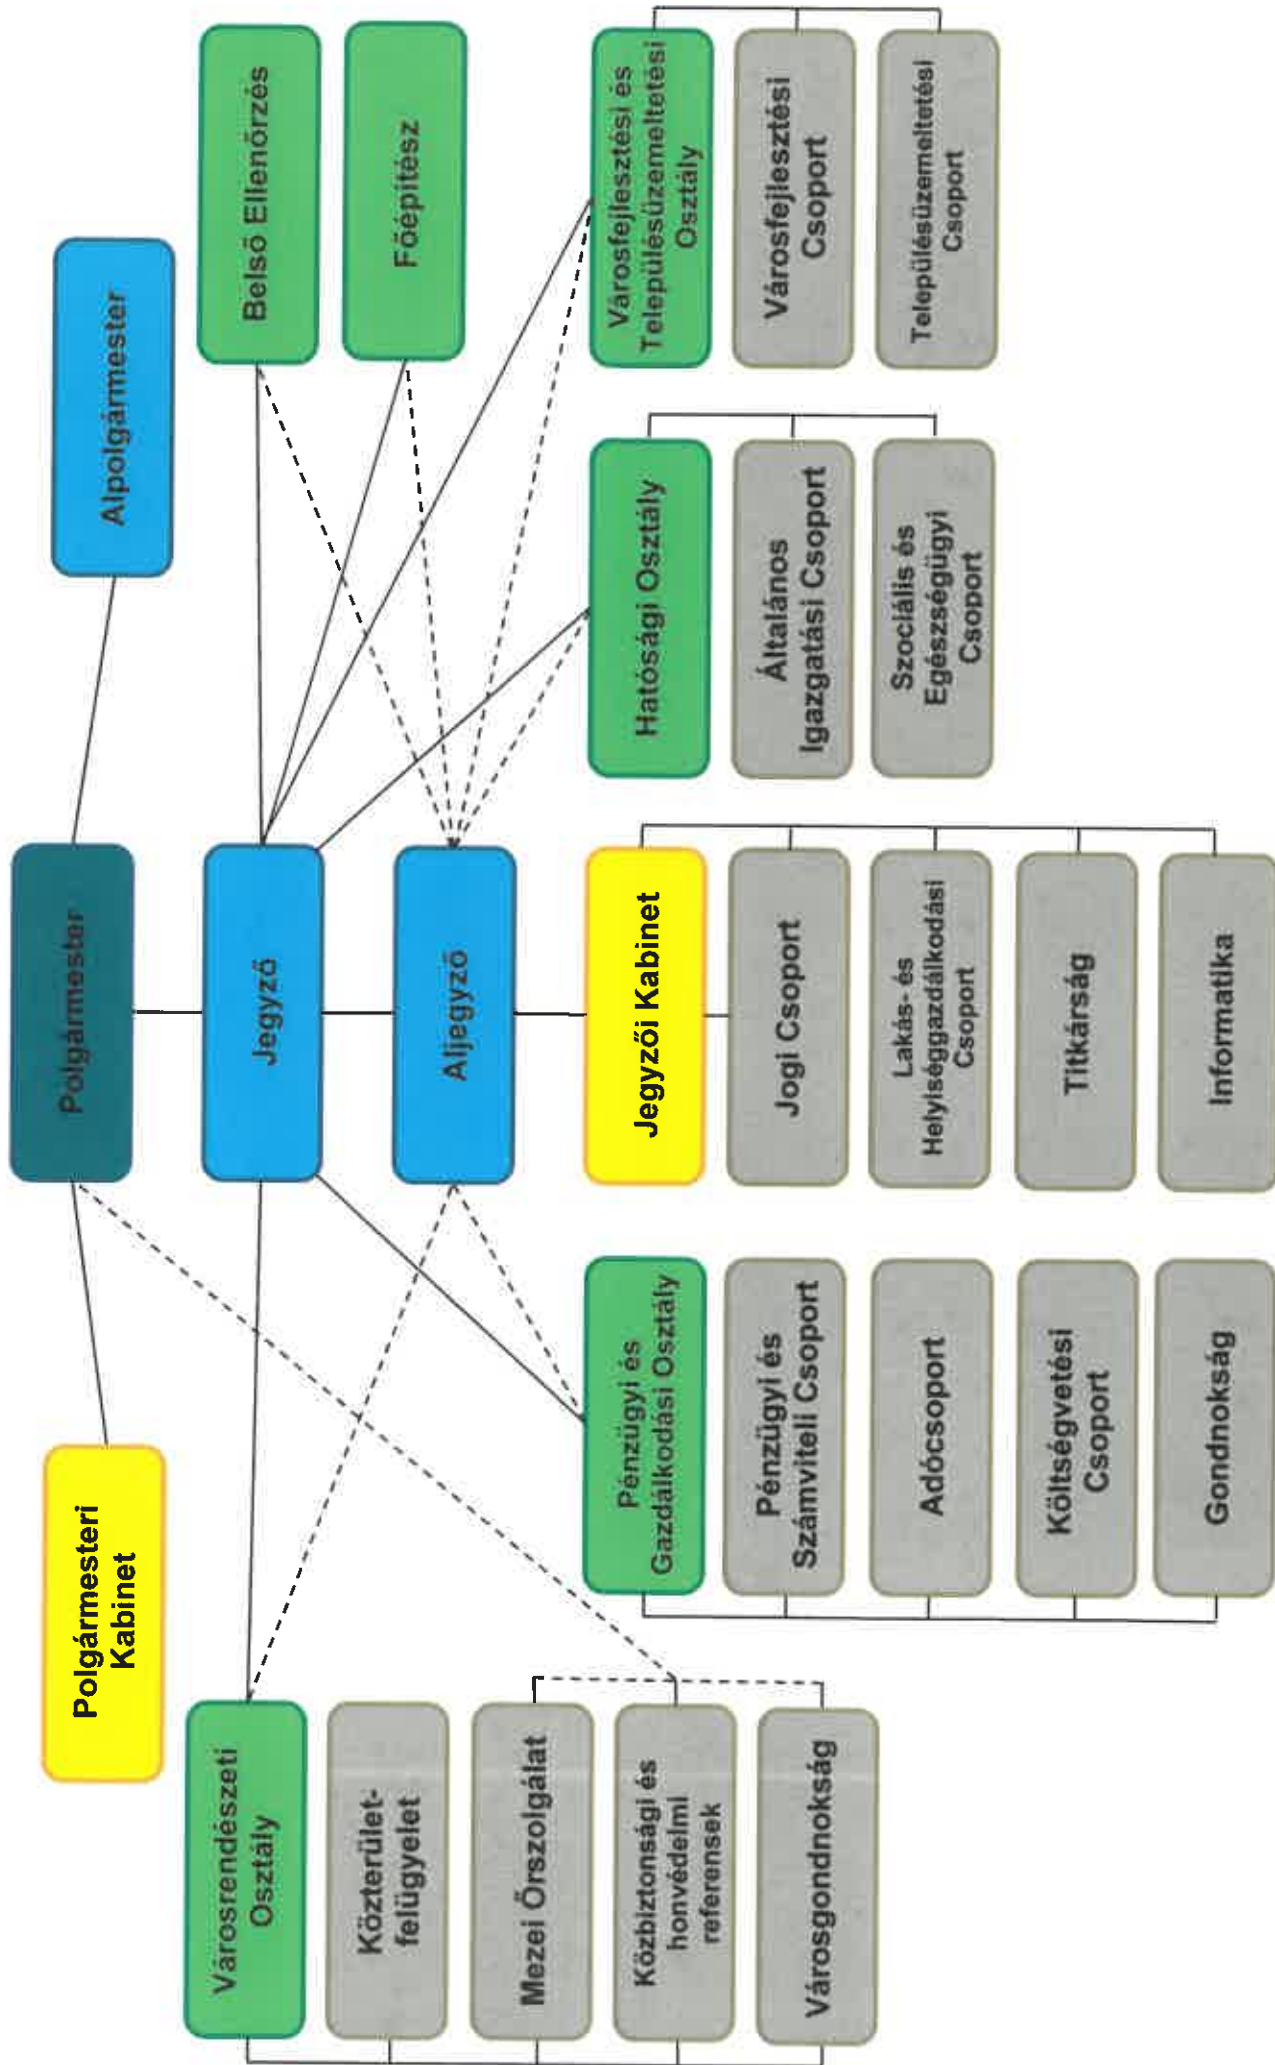 Polgármester
Alpolgármester
Polgármesteri
Kabinet
Jegyző
Belső Ellenőrzés
Főépítész
Aljegyző
Városrendészeti
Osztály
Közterület-
felügyelet
Mezei Őrszolgálat
Közbiztonsági és
honvédelmi
referensek
Városgondnokság
Pénzügyi és
Gazdálkodási Osztály
Pénzügyi és
Számviteli Csoport
Adócsoport
Költségvetési
Csoport
Gondnokság
Jegyzői Kabinet
Jogi Csoport
Lakás- és
Helyiséggazdálkodási
Csoport
Titkárság
Informatika
Hatósági Osztály
Általános
Igazgatási Csoport
Szociális és
Egészségügyi
Csoport
Városfejlesztési és
Településüzemeltetési
Osztály
Városfejlesztési
Csoport
Településüzemeltetési
Csoport